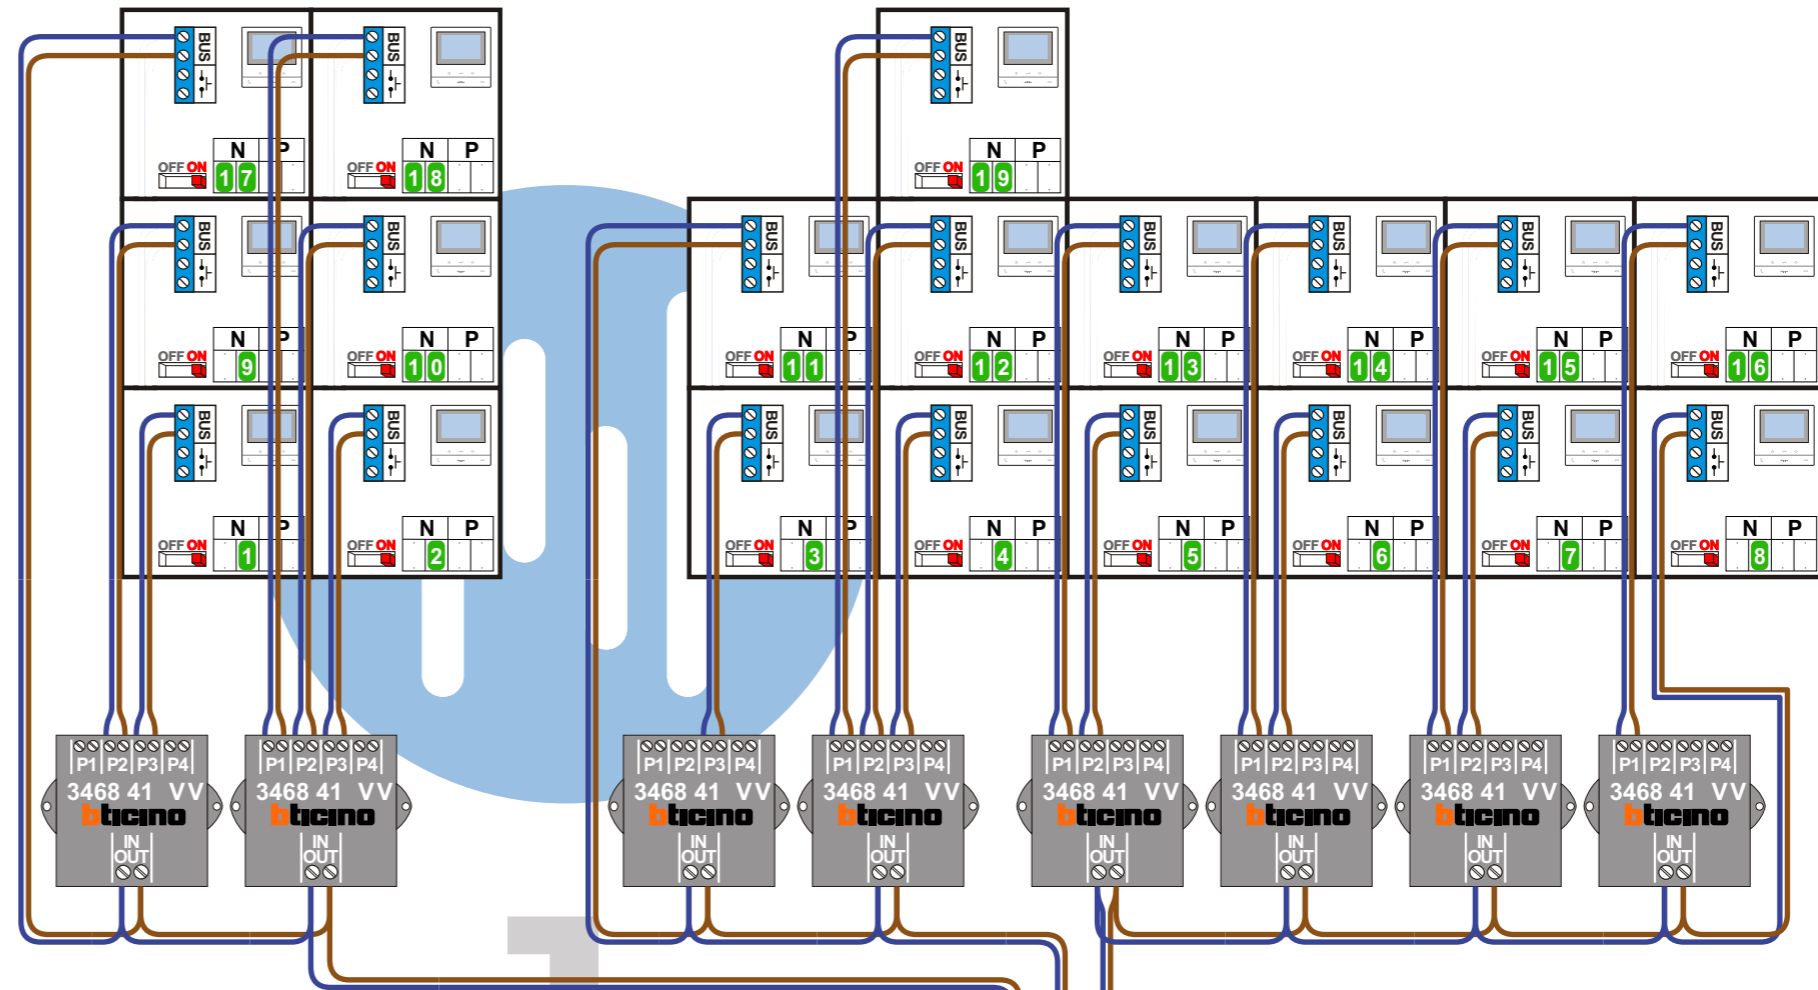 BUS BUS BUS
N P N P N P
OFF ON 17 OFF ON 18 OFF ON 19
BUS BUS BUS BUS BUS BUS BUS BUS
N P N P N P N P N P N P N P N P
OFF ON 9 OFF ON 10 OFF ON 11 OFF ON 12 OFF ON 13 OFF ON 14 OFF ON 15 OFF ON 16
BUS BUS BUS BUS BUS BUS BUS BUS
N P N P N P N P N P N P N P N P
OFF ON 1 OFF ON 2 OFF ON 3 OFF ON 4 OFF ON 5 OFF ON 6 OFF ON 7 OFF ON 8
P1 P2 P3 P4 P1 P2 P3 P4 P1 P2 P3 P4 P1 P2 P3 P4 P1 P2 P3 P4 P1 P2 P3 P4 P1 P2 P3 P4 P1 P2 P3 P4
3468 41 VV 3468 41 VV 3468 41 VV 3468 41 VV 3468 41 VV 3468 41 VV 3468 41 VV 3468 41 VV
bticino bticino bticino bticino bticino bticino bticino bticino
IN IN IN IN IN IN IN IN
OUT OUT OUT OUT OUT OUT OUT OUT